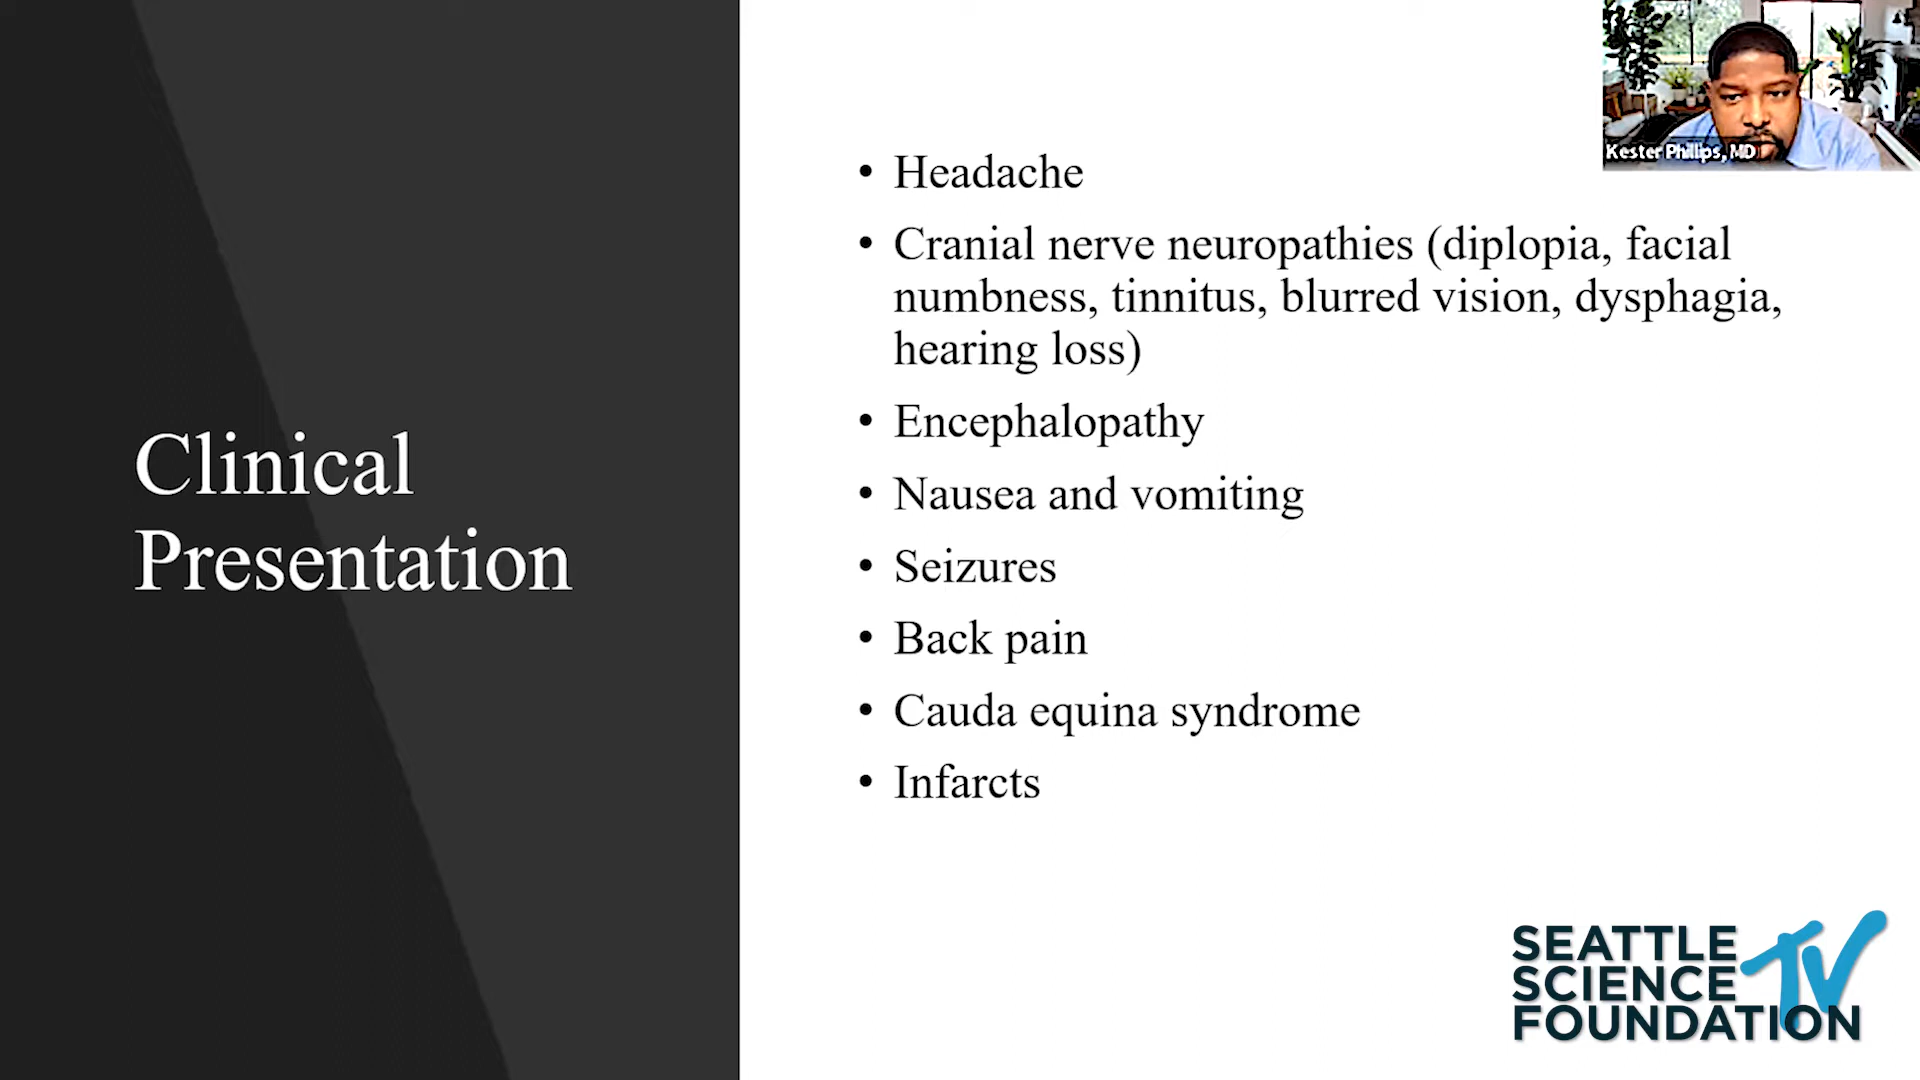 Kester Phillips, MD
Clinical
Presentation
• Headache
• Cranial nerve neuropathies (diplopia, facial
numbness, tinnitus, blurred vision, dysphagia,
hearing loss)
• Encephalopathy
• Nausea and vomiting
• Seizures
• Back pain
• Cauda equina syndrome
• Infarcts
SEATTLE
SCIENCE TV
FOUNDATION